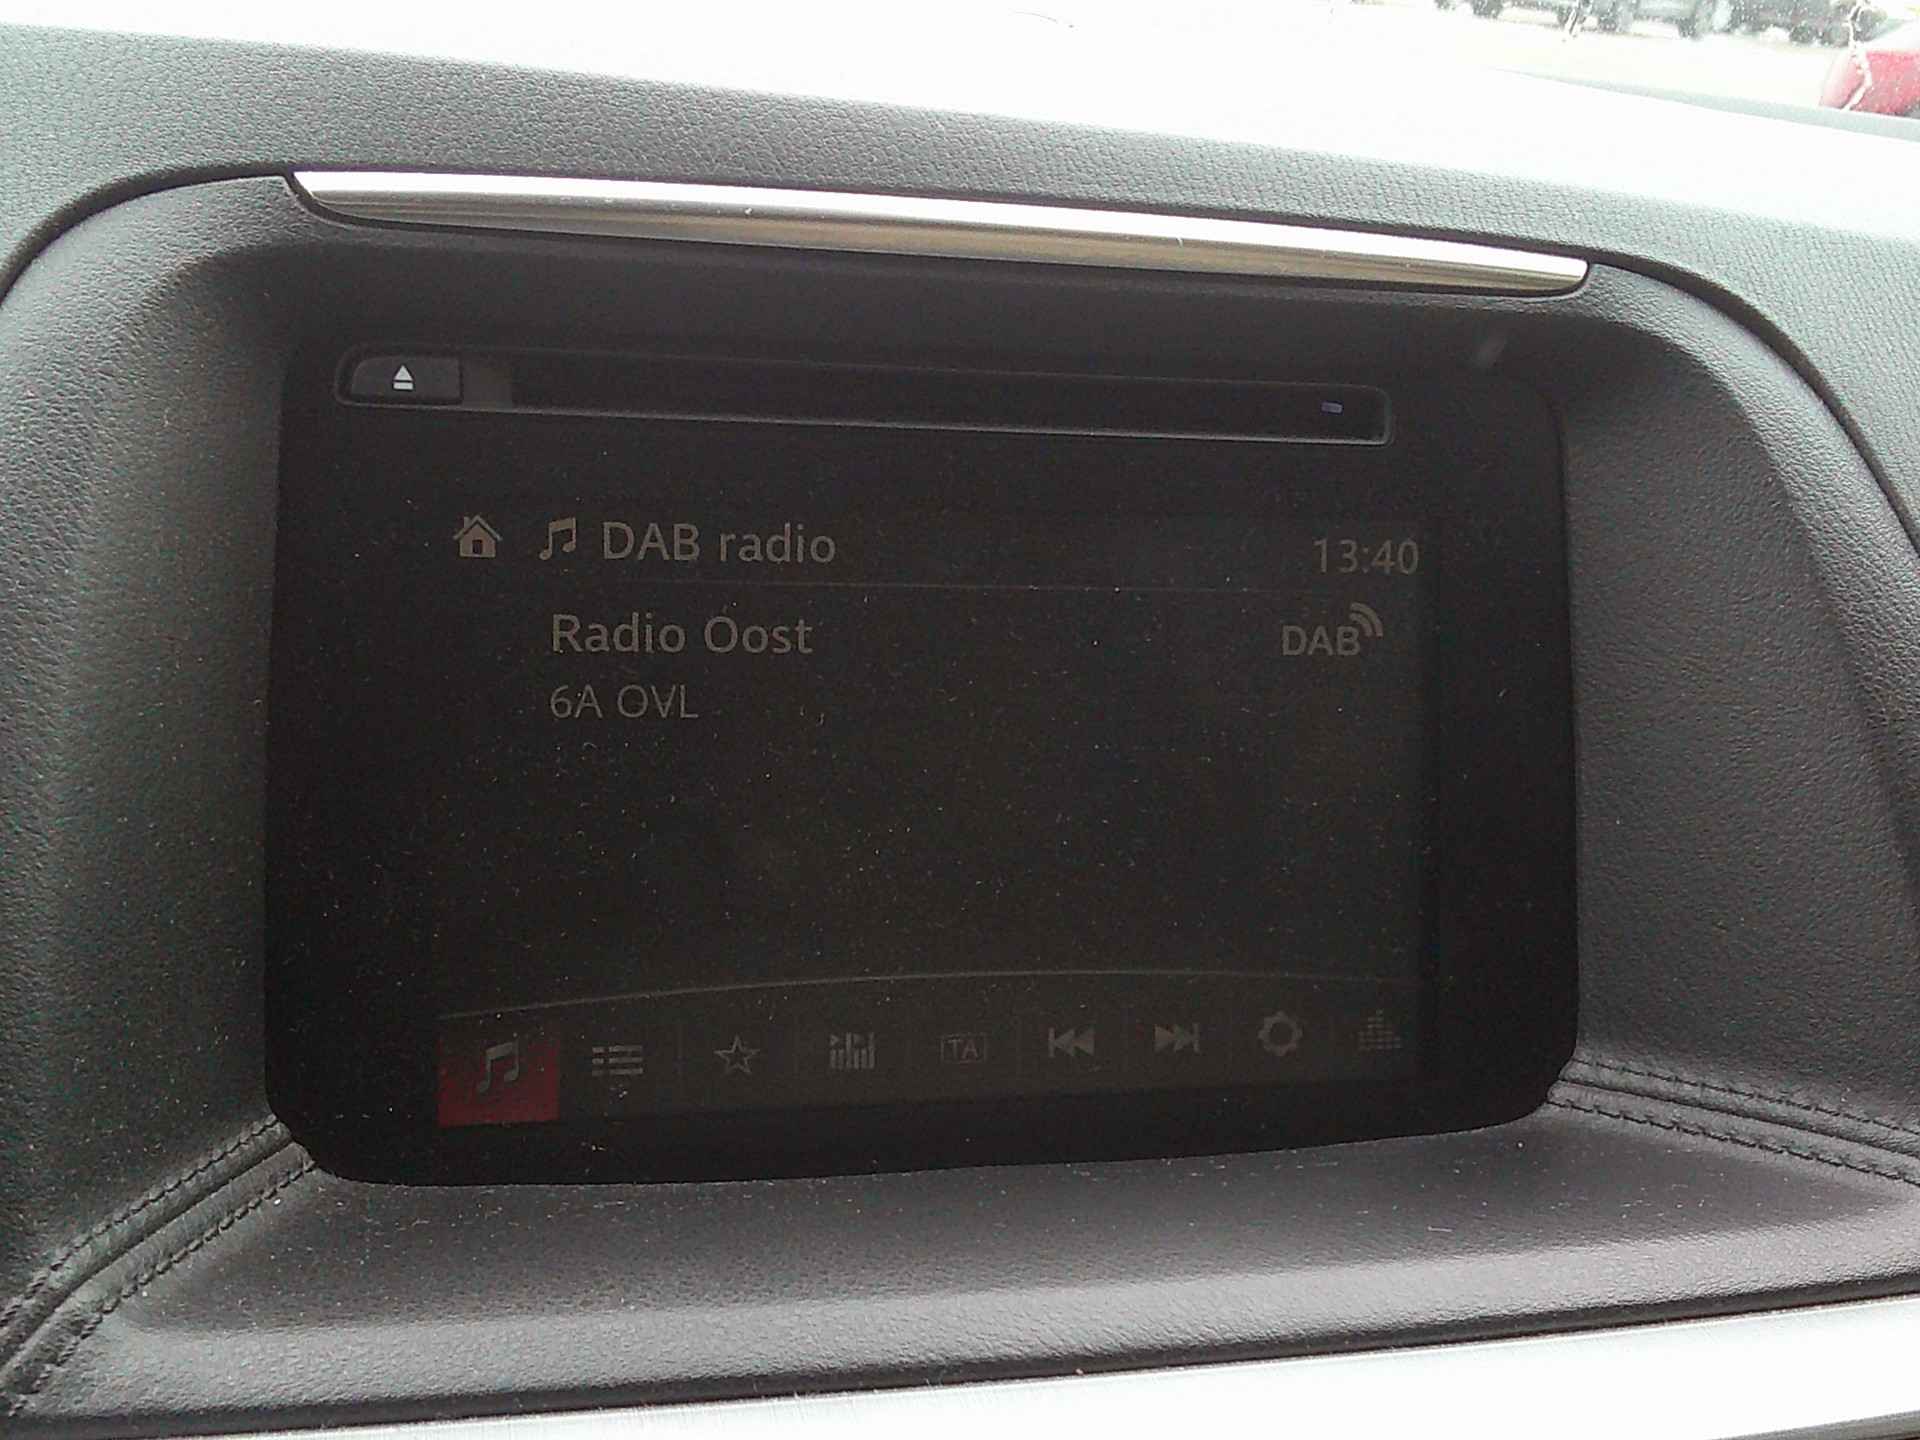 DAB radio 13:40
Radio Oost DAB
6A OVL
TA